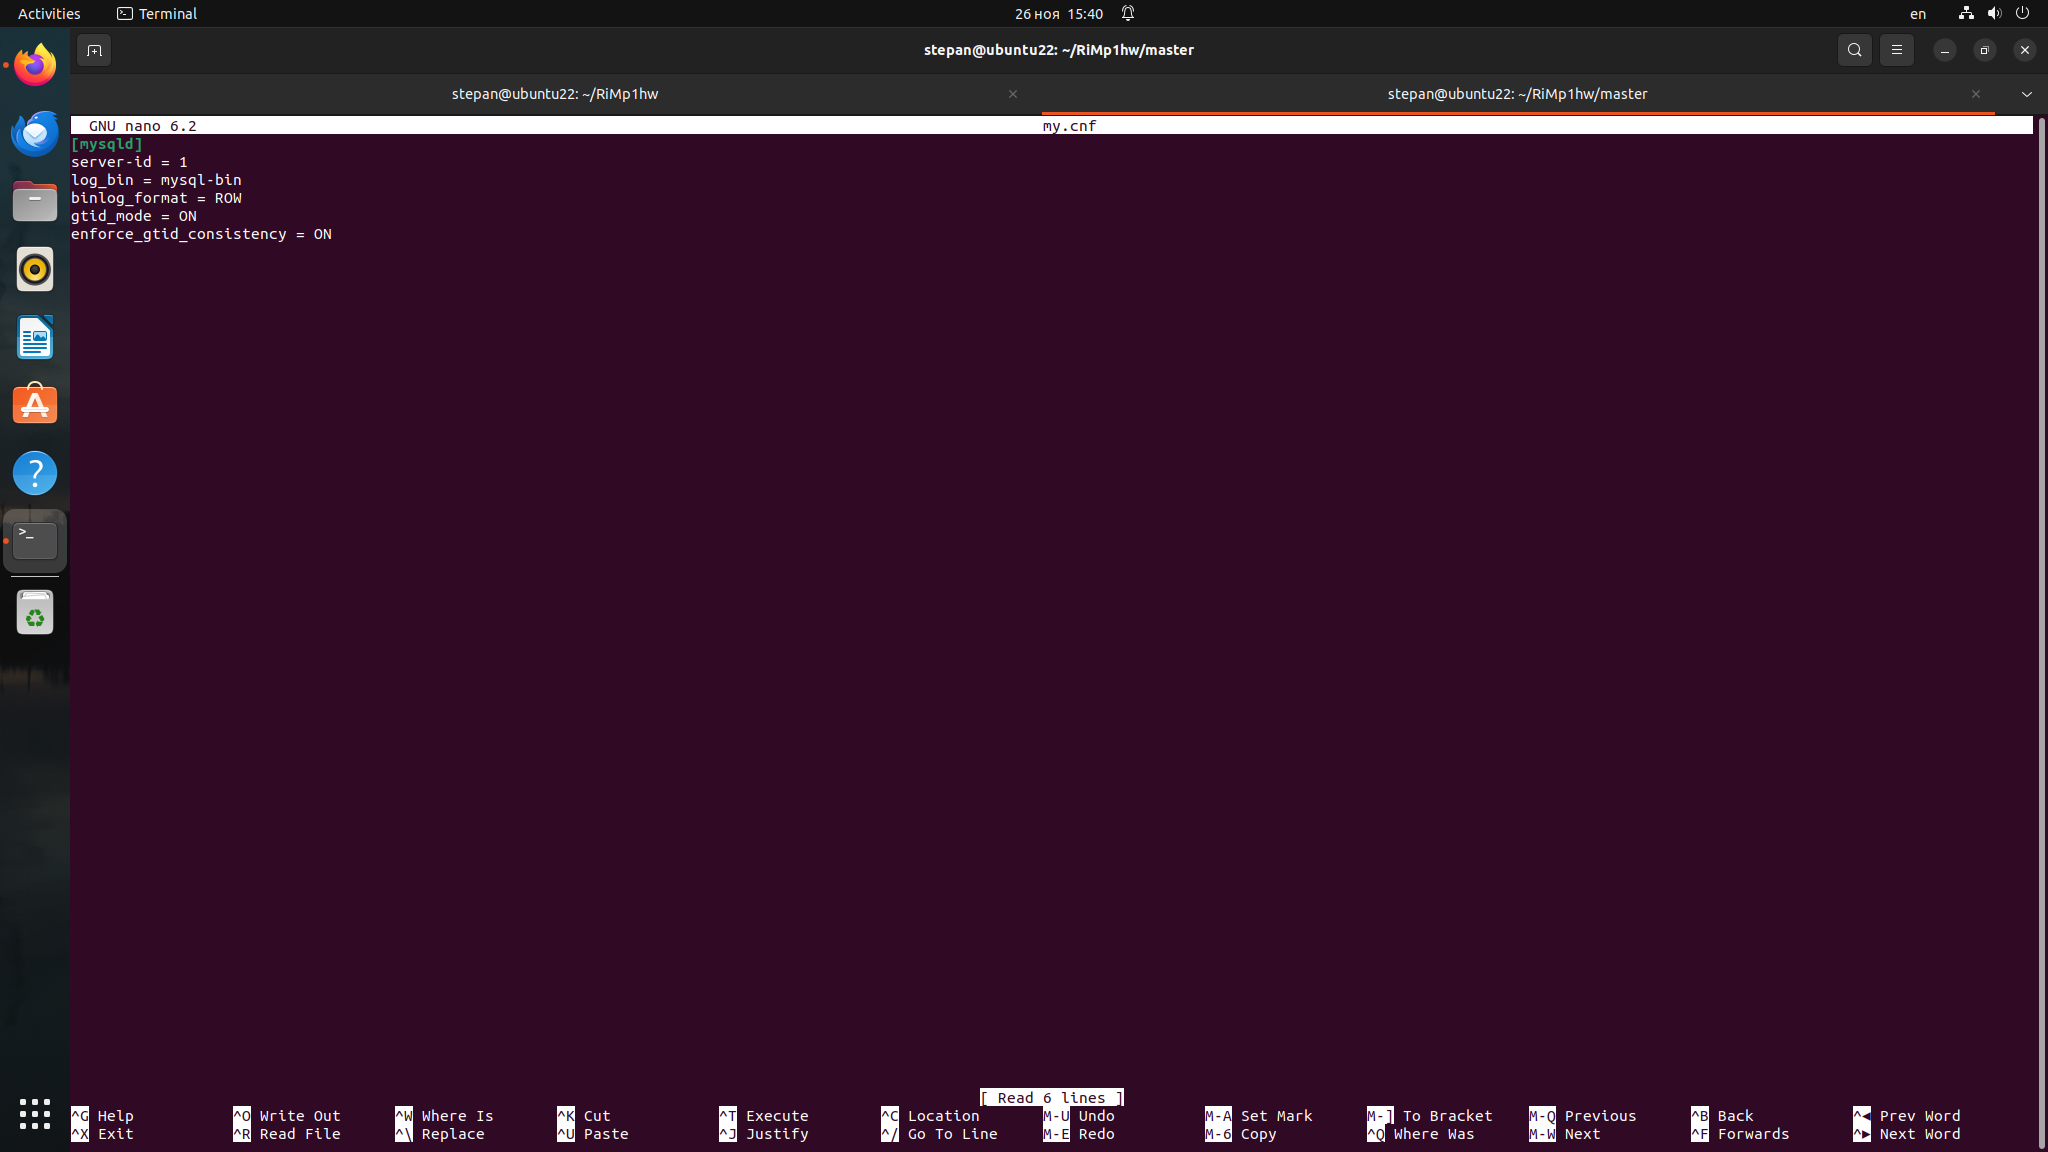 Activities Terminal 26 ноя 15:40 en
stepan@ubuntu22: ~/RiMp1hw/master
stepan@ubuntu22: ~/RiMp1hw stepan@ubuntu22: ~/RiMp1hw/master
GNU nano 6.2 my.cnf
[mysqld]
server-id = 1
log_bin = mysql-bin
binlog_format = ROW
gtid_mode = ON
enforce_gtid_consistency = ON
[ Read 6 lines ]
^G Help ^O Write Out ^W Where Is ^K Cut ^T Execute ^C Location M-U Undo M-A Set Mark M-] To Bracket M-Q Previous ^B Back ^◄ Prev Word
^X Exit ^R Read File ^\ Replace ^U Paste ^J Justify ^/ Go To Line M-E Redo M-6 Copy ^Q Where Was M-W Next ^F Forwards ^► Next Word